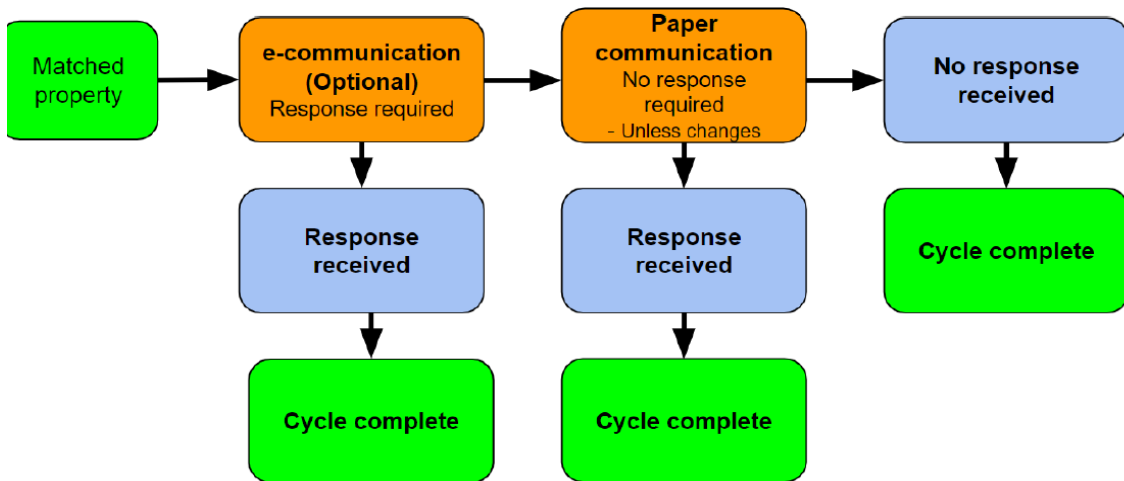 Matched
property
e-communication
(Optional)
Response required
Paper
communication
No response
required
- Unless changes
No response
received
Response
received
Response
received
Cycle complete
Cycle complete
Cycle complete